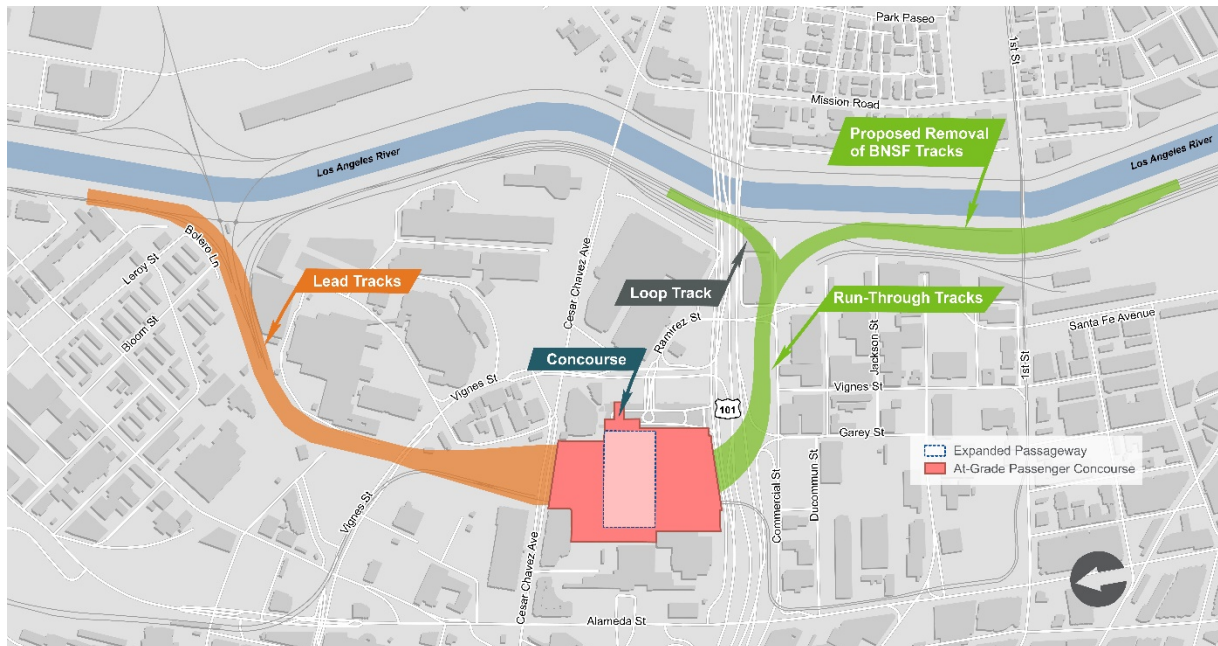 Park Paseo
1st St
Mission Road
Proposed Removal
of BNSF Tracks
Los Angeles River
Los Angeles River
Bolero Ln
Leroy St
Lead Tracks
Cesar Chavez Ave
Loop Track
Run-Through Tracks
Bloom St
Ramirez St
Jackson St
Santa Fe Avenue
Concourse
1st St
Vignes St
Vignes St
101
Garey St
Expanded Passageway
At-Grade Passenger Concourse
Vignes St
Commercial St
Ducommun St
Cesar Chavez Ave
Alameda St